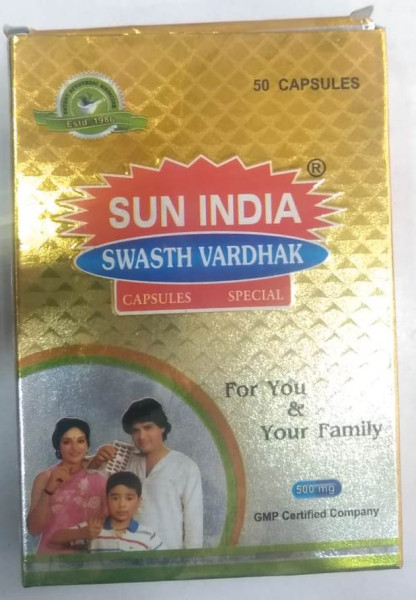 50 CAPSULES
Estd. 1986
®
SUN INDIA
SWASTH VARDHAK
CAPSULES SPECIAL
For You
&
Your Family
500 mg
GMP Certified Company